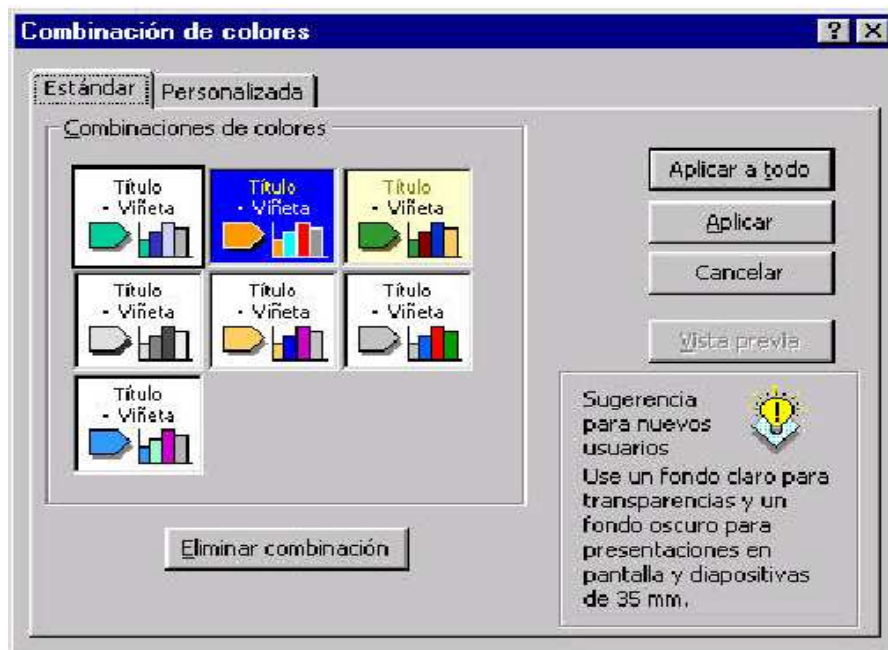 Combinación de colores
Estándar
Personalizada
Combinaciones de colores
Título
- Viñeta
Título
- Viñeta
Título
- Viñeta
Título
- Viñeta
Título
- Viñeta
Título
- Viñeta
Título
- Viñeta
Eliminar combinación
Aplicar a todo
Aplicar
Cancelar
Vista previa
Sugerencia
para nuevos
usuarios
Use un fondo claro para
transparencias y un
fondo oscuro para
presentaciones en
pantalla y diapositivas
de 35 mm.